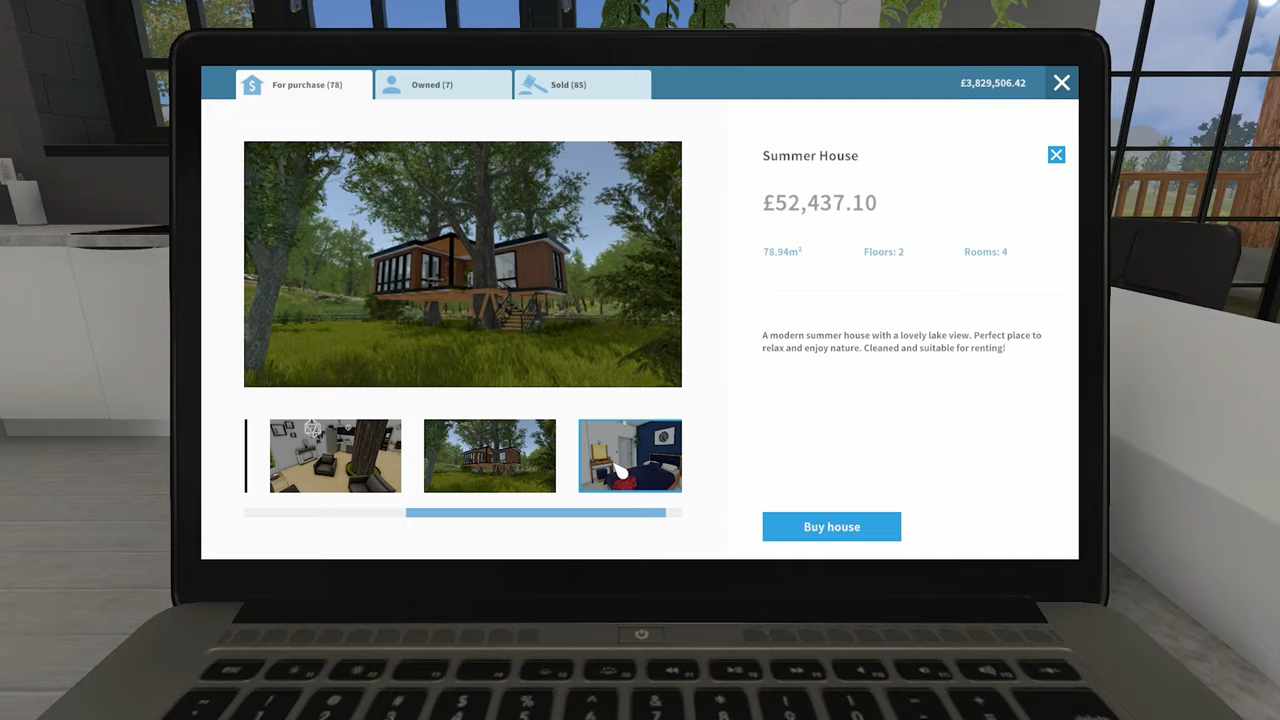 For purchase (78)
Owned (7)
Sold (85)
£3,829,506.42
Summer House
£52,437.10
78.94m²
Floors: 2
Rooms: 4
A modern summer house with a lovely lake view. Perfect place to
relax and enjoy nature. Cleaned and suitable for renting!
Buy house